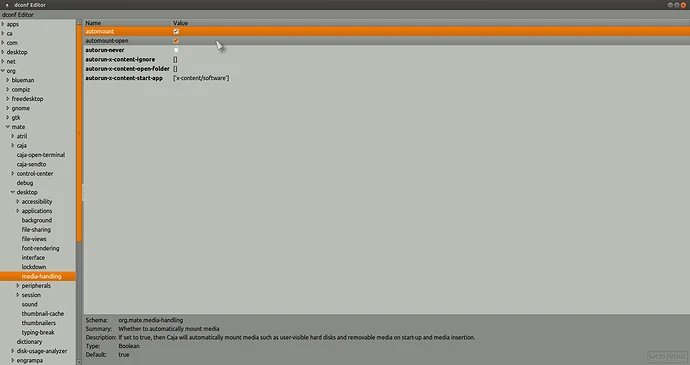 dconf Editor
dconf Editor
apps
ca
com
desktop
net
org
blueman
compiz
freedesktop
gnome
gtk
mate
atril
caja
caja-open-terminal
caja-sendto
control-center
debug
desktop
accessibility
applications
background
file-sharing
file-views
font-rendering
interface
lockdown
media-handling
peripherals
session
sound
thumbnail-cache
thumbnailers
typing-break
dictionary
disk-usage-analyzer
engrampa
Name Value
automount
automount-open
autorun-never
autorun-x-content-ignore []
autorun-x-content-open-folder []
autorun-x-content-start-app ['x-content/software']
Schema: org.mate.media-handling
Summary: Whether to automatically mount media
Description: If set to true, then Caja will automatically mount media such as user-visible hard disks and removable media on start-up and media insertion.
Type: Boolean
Default: true
Set to Default